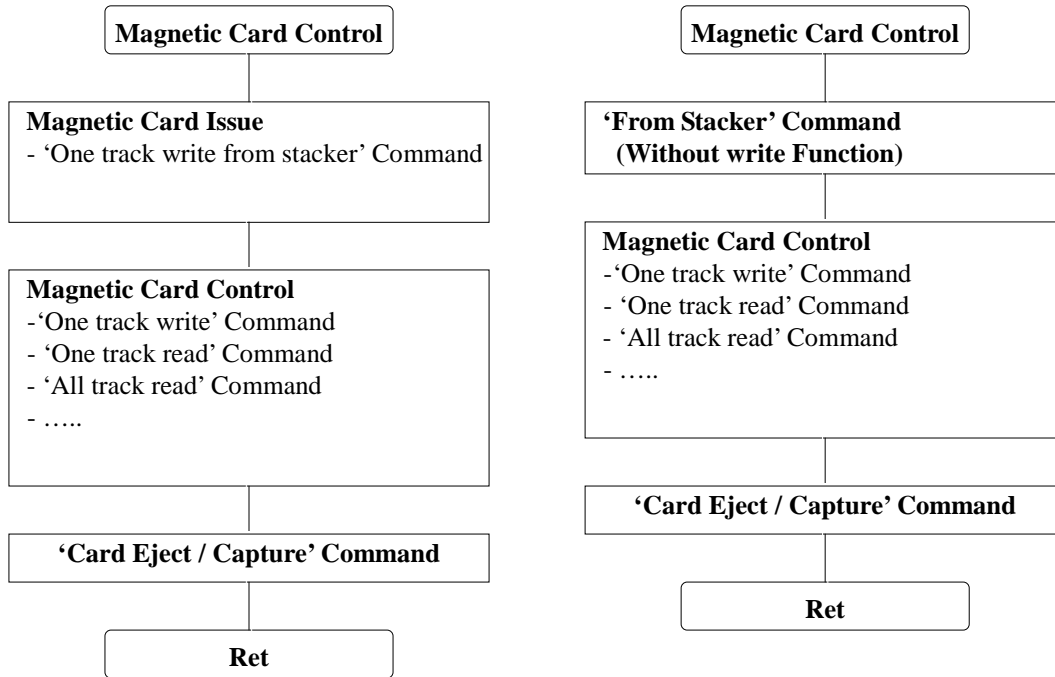 Magnetic Card Control
Magnetic Card Issue
- ‘One track write from stacker’ Command
Magnetic Card Control
-‘One track write’ Command
- ‘One track read’ Command
- ‘All track read’ Command
- …..
‘Card Eject / Capture’ Command
Ret
Magnetic Card Control
‘From Stacker’ Command
(Without write Function)
Magnetic Card Control
-‘One track write’ Command
- ‘One track read’ Command
- ‘All track read’ Command
- …..
‘Card Eject / Capture’ Command
Ret